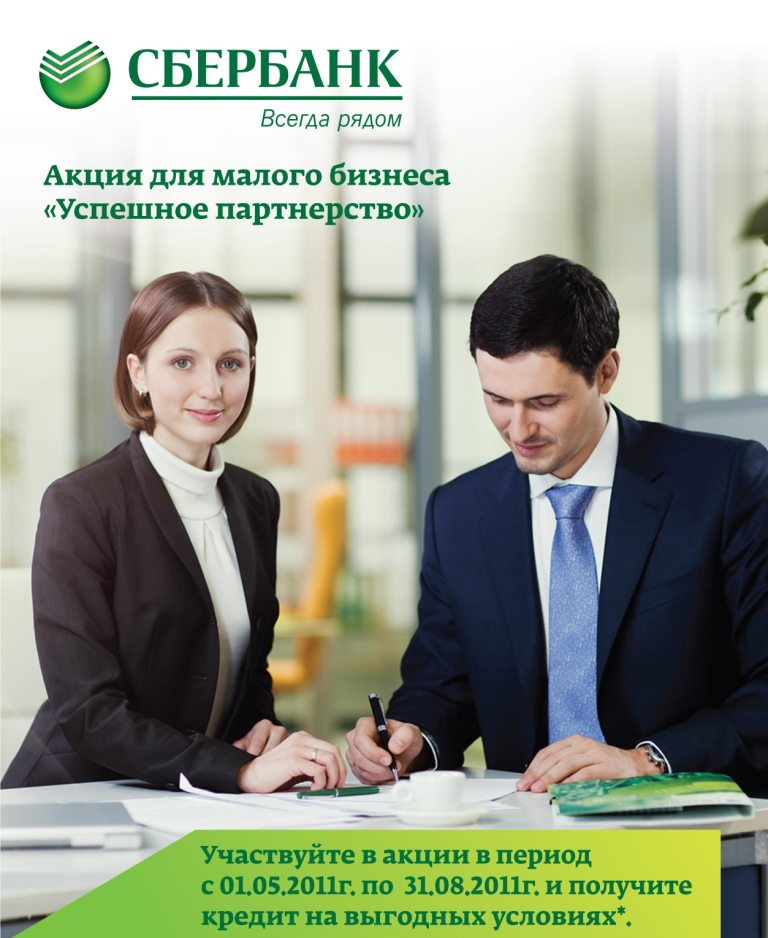 СБЕРБАНК
Всегда рядом
Акция для малого бизнеса
«Успешное партнерство»
Участвуйте в акции в период
с 01.05.2011г. по 31.08.2011г. и получите
кредит на выгодных условиях*.